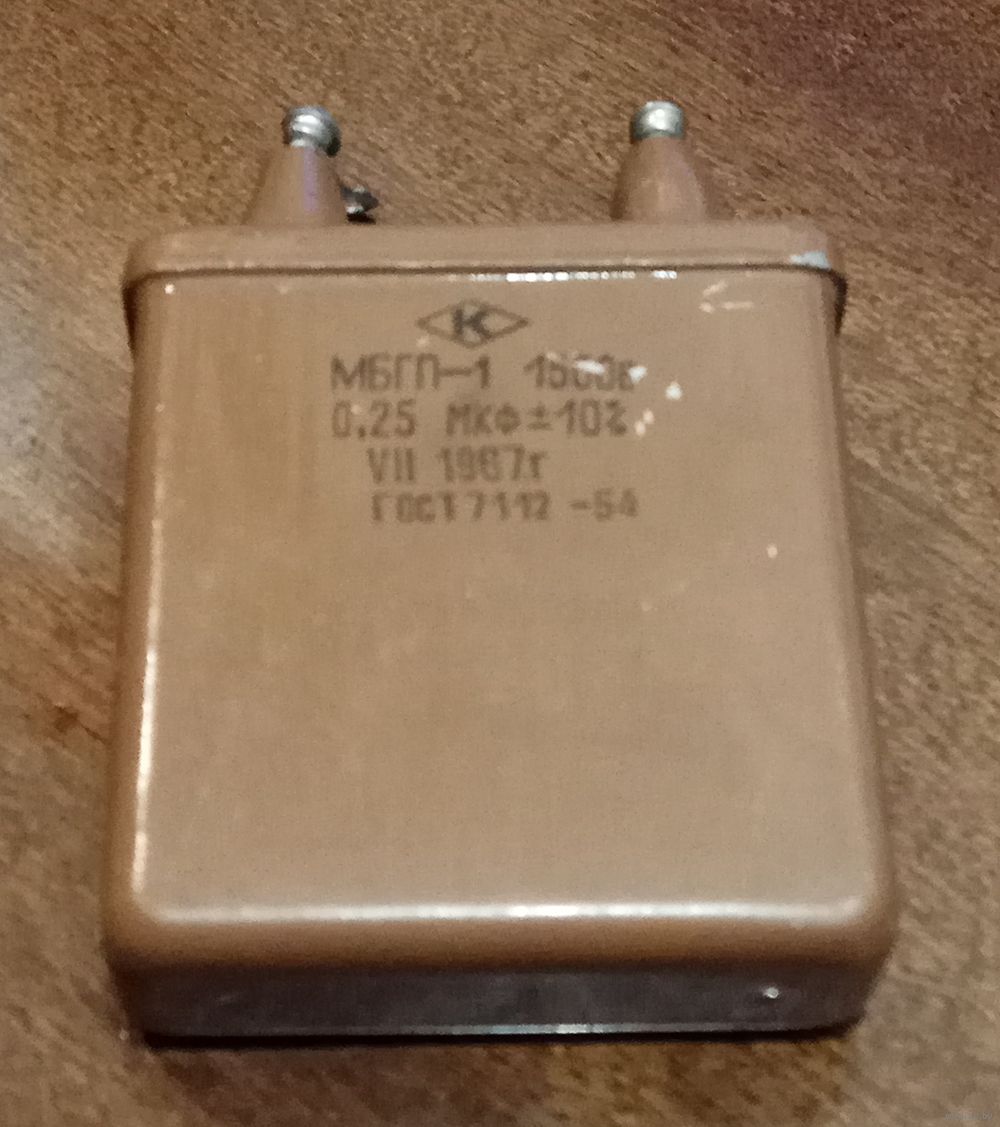 К
МБГП-1 1500в
0,25 мкф±10%
VII 1967г
ГОСТ 7112 -54